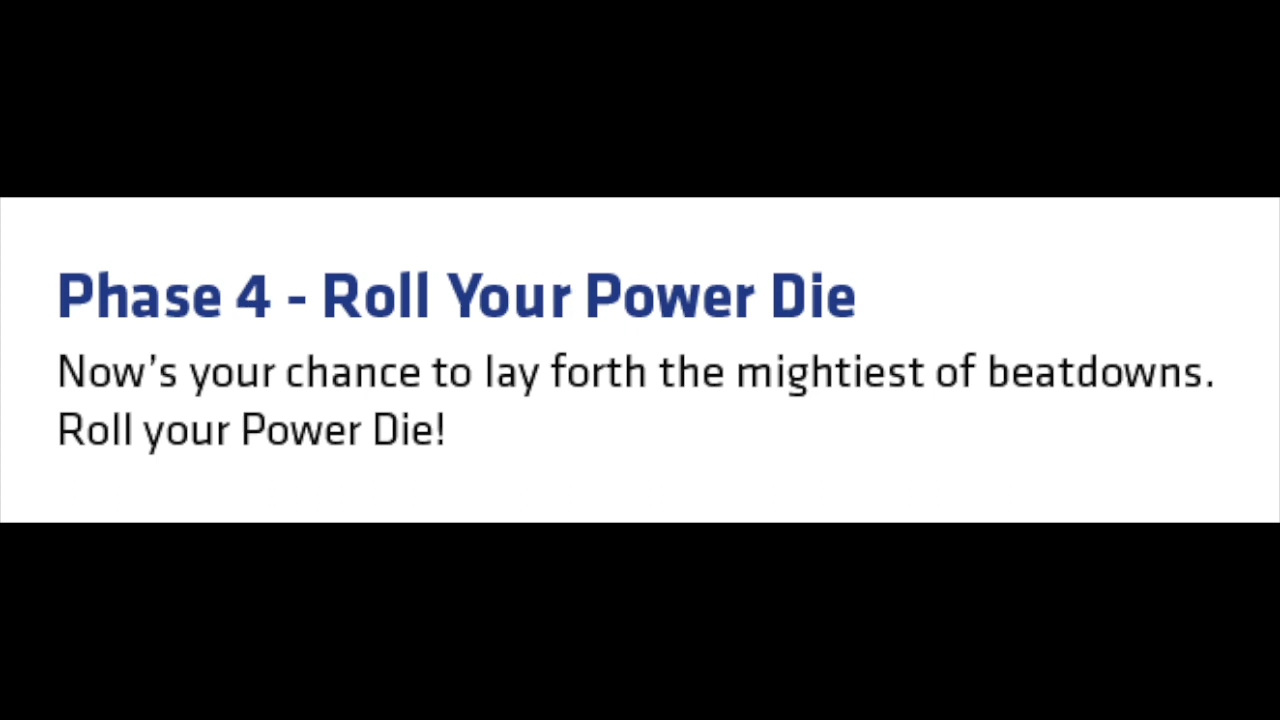 Phase 4 - Roll Your Power Die
Now’s your chance to lay forth the mightiest of beatdowns.
Roll your Power Die!